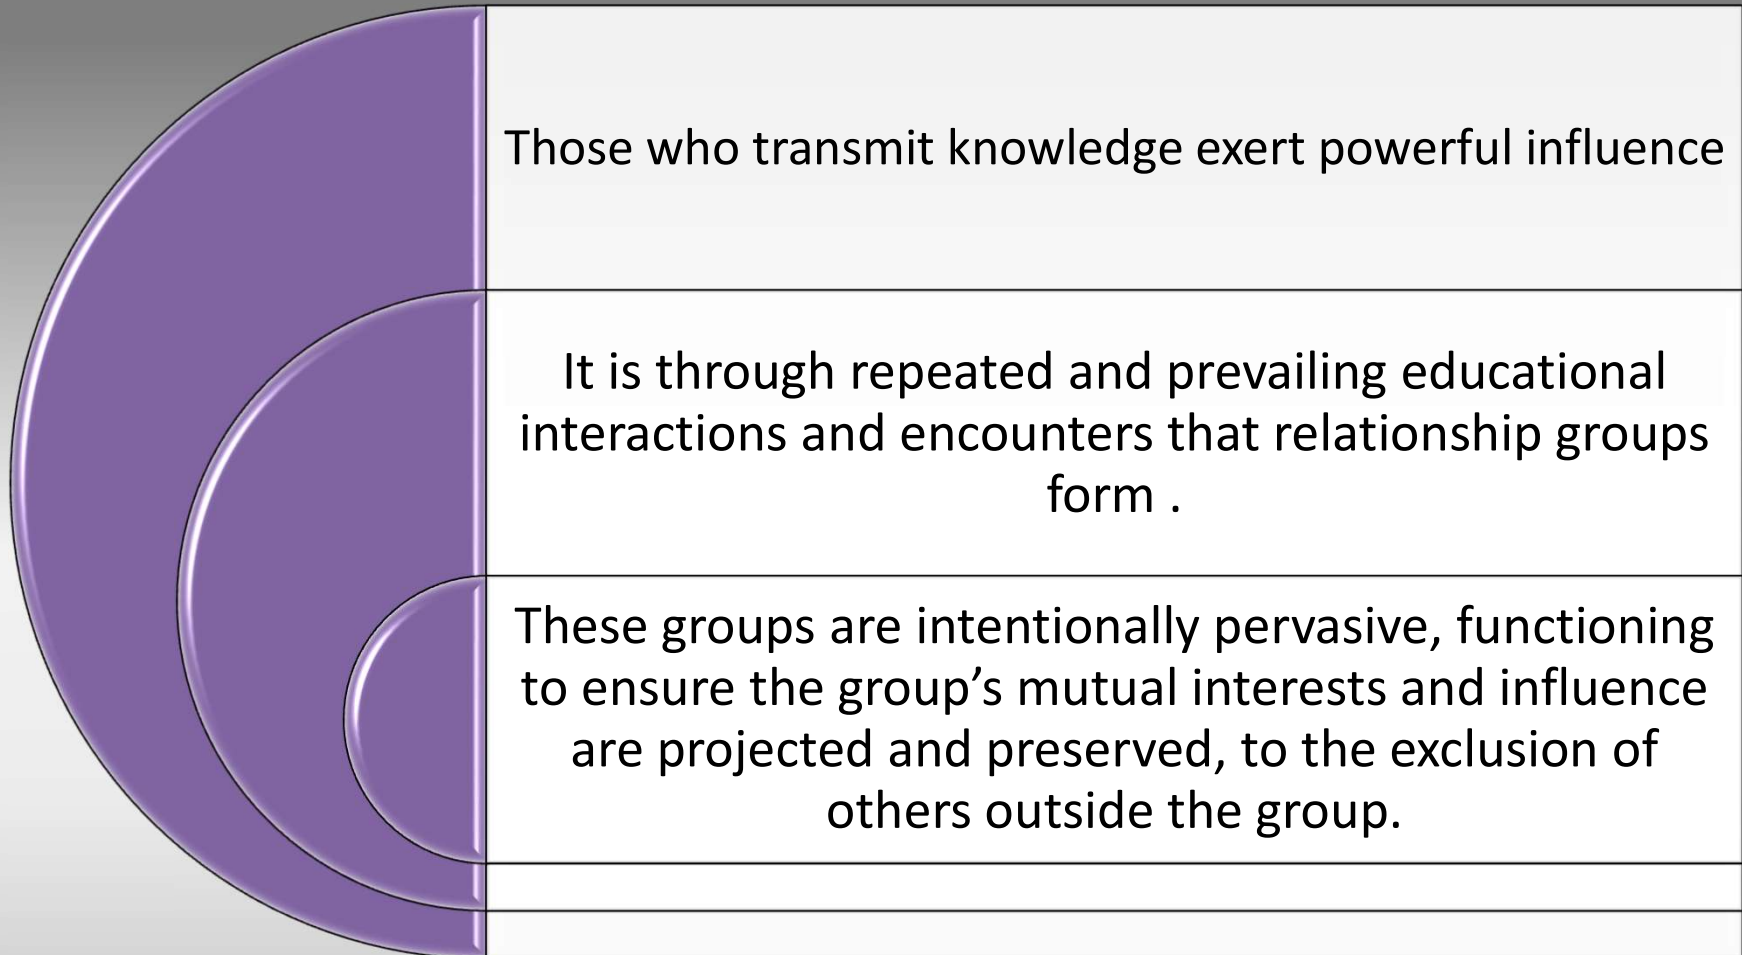 Those who transmit knowledge exert powerful influence
It is through repeated and prevailing educational
interactions and encounters that relationship groups
form .
These groups are intentionally pervasive, functioning
to ensure the group’s mutual interests and influence
are projected and preserved, to the exclusion of
others outside the group.